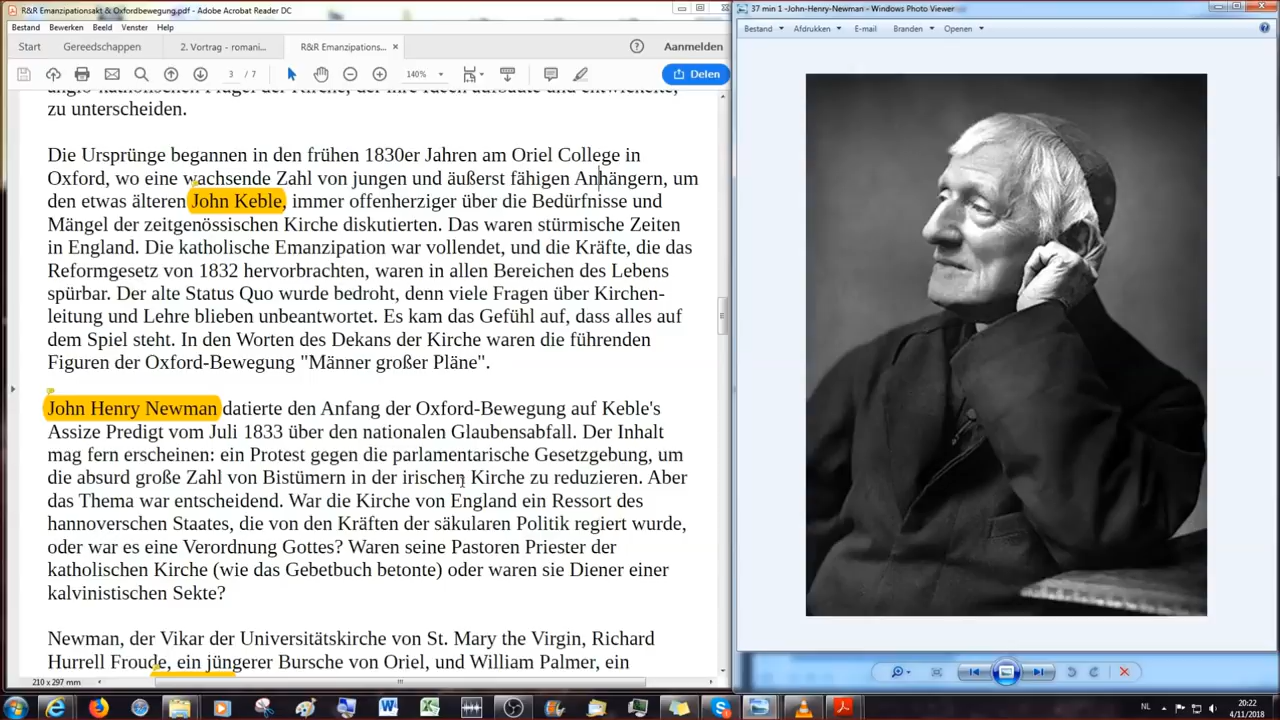 R&R Emanzipationsakt & Oxfordbewegung.pdf - Adobe Acrobat Reader DC
Bestand Bewerken Beeld Venster Help
Start Gereedschappen 2. Vortrag - romani... R&R Emanzipations... × Aanmelden
3 / 7 140% Delen
zu unterscheiden.
Die Ursprünge begannen in den frühen 1830er Jahren am Oriel College in
Oxford, wo eine wachsende Zahl von jungen und äußerst fähigen Anhängern, um
den etwas älteren John Keble, immer offenherziger über die Bedürfnisse und
Mängel der zeitgenössischen Kirche diskutierten. Das waren stürmische Zeiten
in England. Die katholische Emanzipation war vollendet, und die Kräfte, die das
Reformgesetz von 1832 hervorbrachten, waren in allen Bereichen des Lebens
spürbar. Der alte Status Quo wurde bedroht, denn viele Fragen über Kirchen-
leitung und Lehre blieben unbeantwortet. Es kam das Gefühl auf, dass alles auf
dem Spiel steht. In den Worten des Dekans der Kirche waren die führenden
Figuren der Oxford-Bewegung "Männer großer Pläne".
John Henry Newman datierte den Anfang der Oxford-Bewegung auf Keble's
Assize Predigt vom Juli 1833 über den nationalen Glaubensabfall. Der Inhalt
mag fern erscheinen: ein Protest gegen die parlamentarische Gesetzgebung, um
die absurd große Zahl von Bistümern in der irischen Kirche zu reduzieren. Aber
das Thema war entscheidend. War die Kirche von England ein Ressort des
hannoverschen Staates, die von den Kräften der säkularen Politik regiert wurde,
oder war es eine Verordnung Gottes? Waren seine Pastoren Priester der
katholischen Kirche (wie das Gebetbuch betonte) oder waren sie Diener einer
kalvinistischen Sekte?
Newman, der Vikar der Universitätskirche von St. Mary the Virgin, Richard
Hurrell Froude, ein jüngerer Bursche von Oriel, und William Palmer, ein
210 x 297 mm
37 min 1 -John-Henry-Newman - Windows Photo Viewer
Bestand Afdrukken E-mail Branden Openen
NL 20:22
4/11/2018